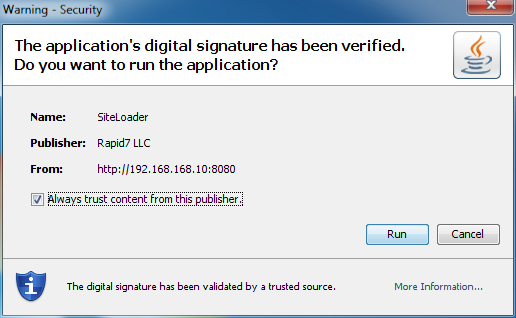 Warning - Security
The application's digital signature has been verified.
Do you want to run the application?
Name: SiteLoader
Publisher: Rapid7 LLC
From: http://192.168.168.10:8080
Always trust content from this publisher.
Run Cancel
The digital signature has been validated by a trusted source. More Information...